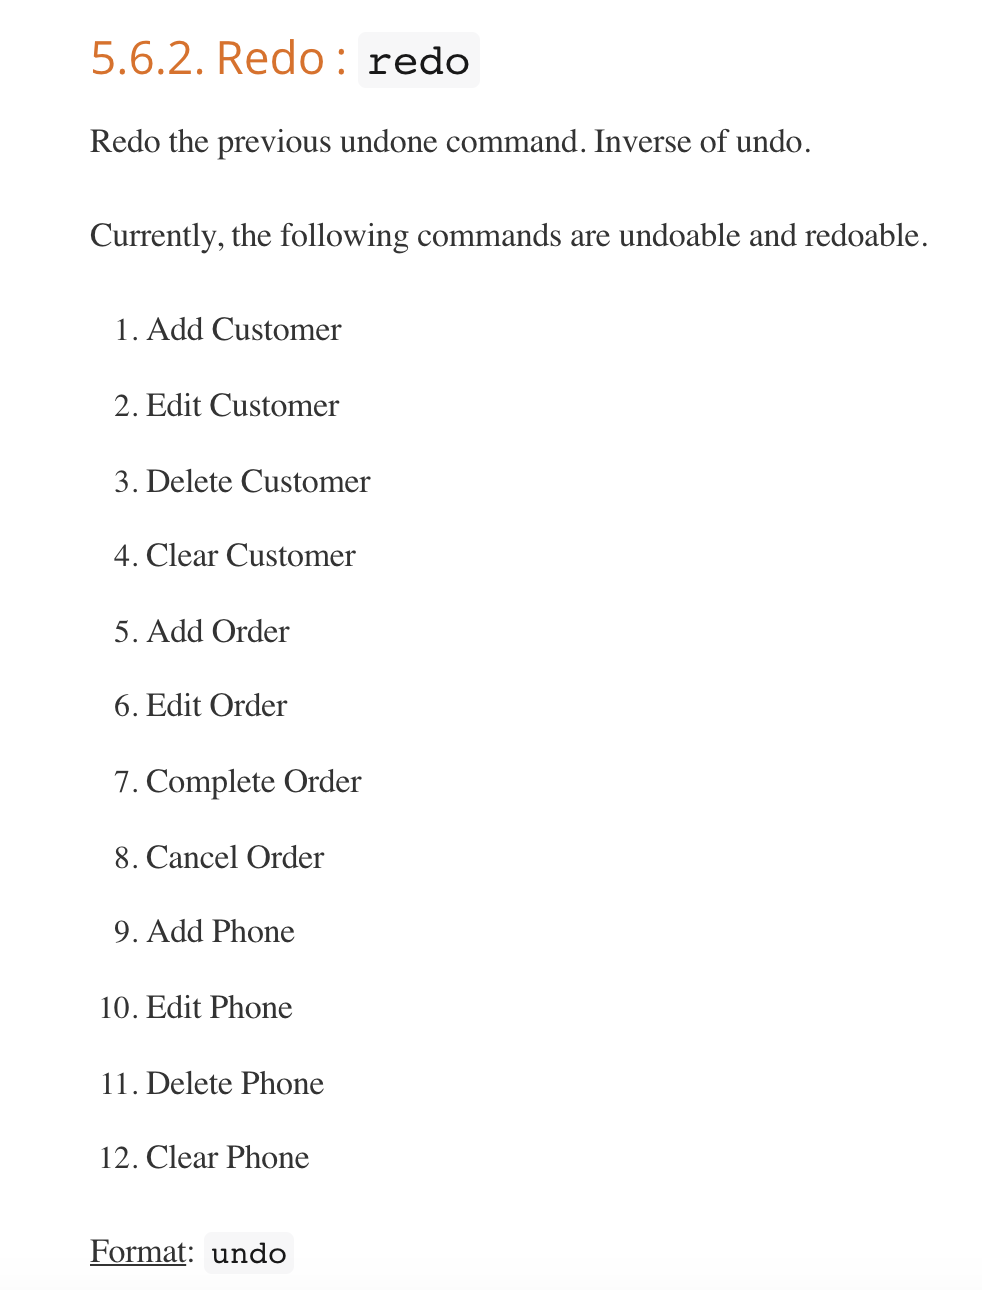 5.6.2. Redo : redo
Redo the previous undone command. Inverse of undo.
Currently, the following commands are undoable and redoable.
1. Add Customer
2. Edit Customer
3. Delete Customer
4. Clear Customer
5. Add Order
6. Edit Order
7. Complete Order
8. Cancel Order
9. Add Phone
10. Edit Phone
11. Delete Phone
12. Clear Phone
Format: undo